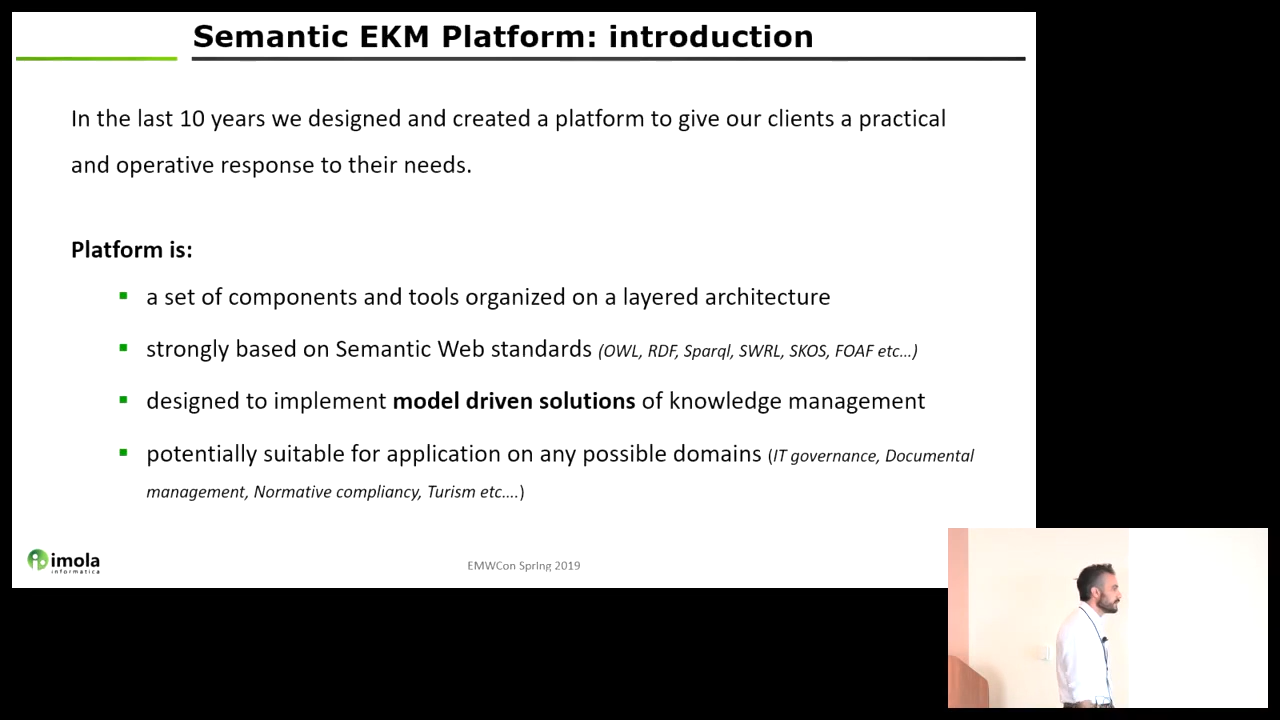 Semantic EKM Platform: introduction
In the last 10 years we designed and created a platform to give our clients a practical
and operative response to their needs.
Platform is:
a set of components and tools organized on a layered architecture
strongly based on Semantic Web standards (OWL, RDF, Sparql, SWRL, SKOS, FOAF etc...)
designed to implement model driven solutions of knowledge management
potentially suitable for application on any possible domains (IT governance, Documental
management, Normative compliancy, Turism etc....)
imola
informatica
EMWCon Spring 2019